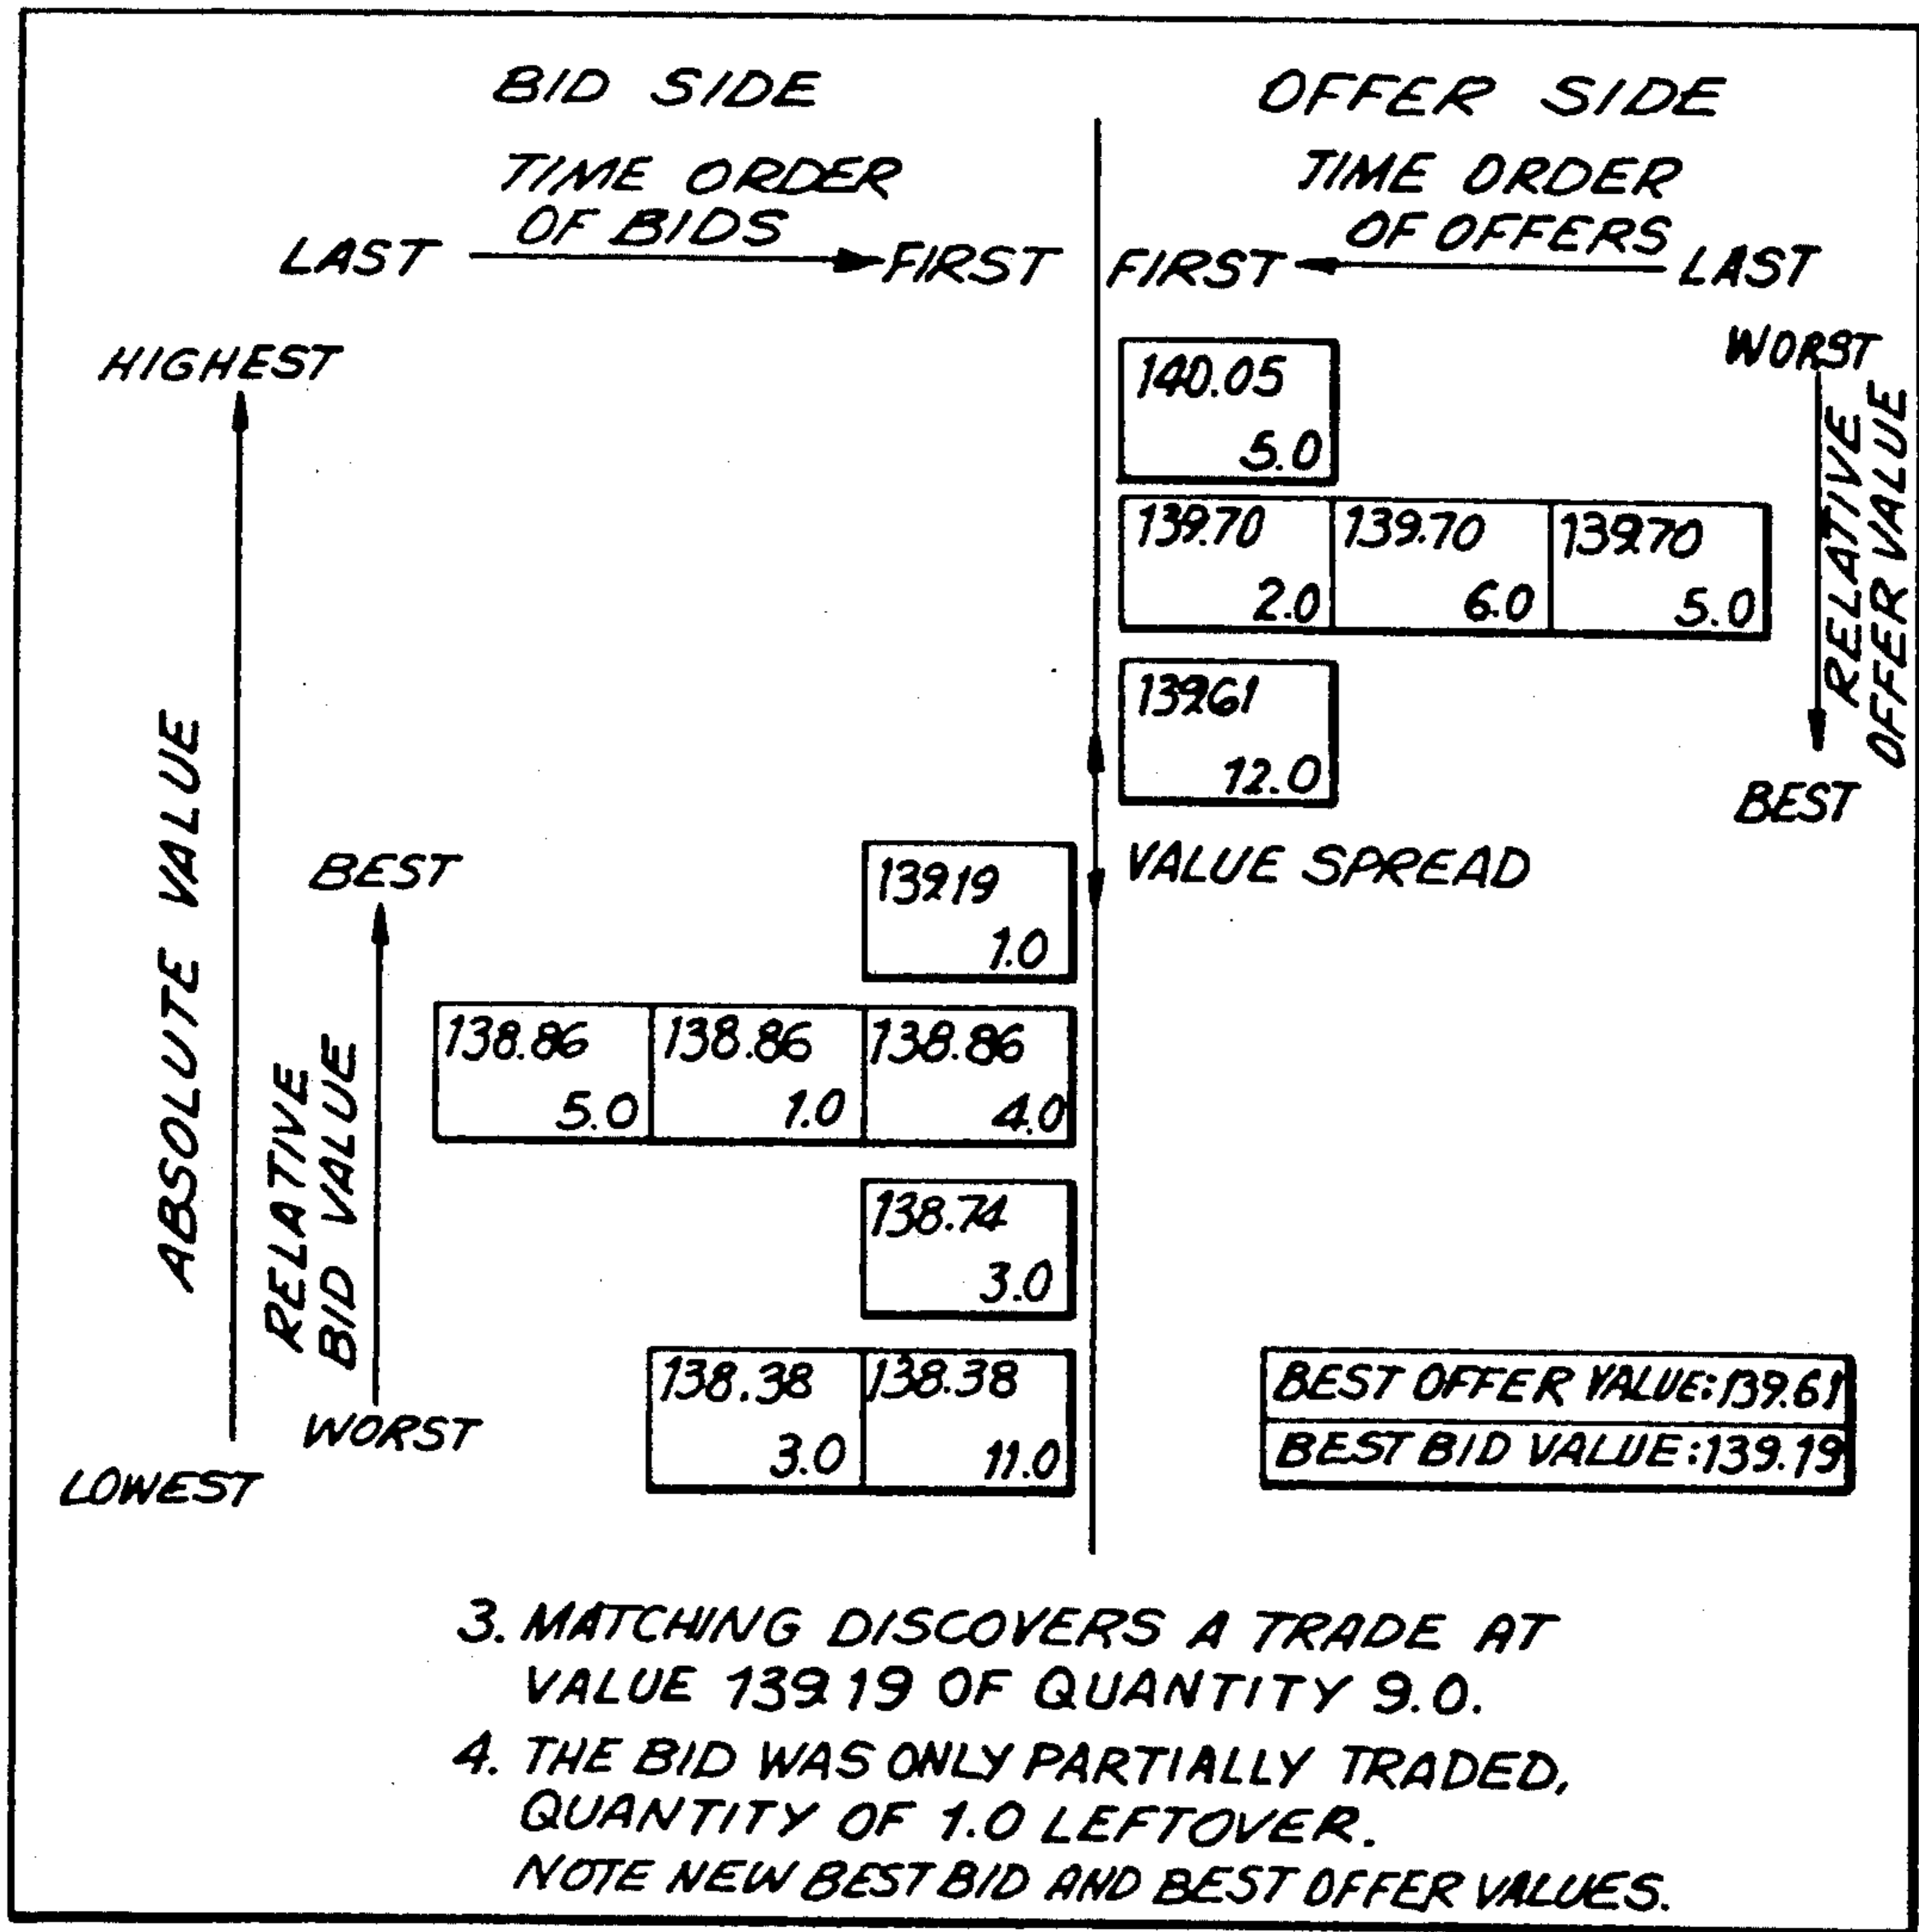 BID SIDE
TIME ORDER
OF BIDS
LAST
FIRST
OFFER SIDE
TIME ORDER
OF OFFERS
FIRST
LAST
HIGHEST
ABSOLUTE VALUE
LOWEST
BEST
RELATIVE
BID VALUE
WORST
WORST
RELATIVE
OFFER VALUE
BEST
140.05
5.0
139.70 139.70 139.70
2.0 6.0 5.0
139.61
12.0
VALUE SPREAD
139.19
1.0
138.86 138.86 138.86
5.0 1.0 4.0
138.74
3.0
138.38 138.38
3.0 11.0
BEST OFFER VALUE:139.61
BEST BID VALUE:139.19
3. MATCHING DISCOVERS A TRADE AT
VALUE 139.19 OF QUANTITY 9.0.
4. THE BID WAS ONLY PARTIALLY TRADED,
QUANTITY OF 1.0 LEFTOVER.
NOTE NEW BEST BID AND BEST OFFER VALUES.